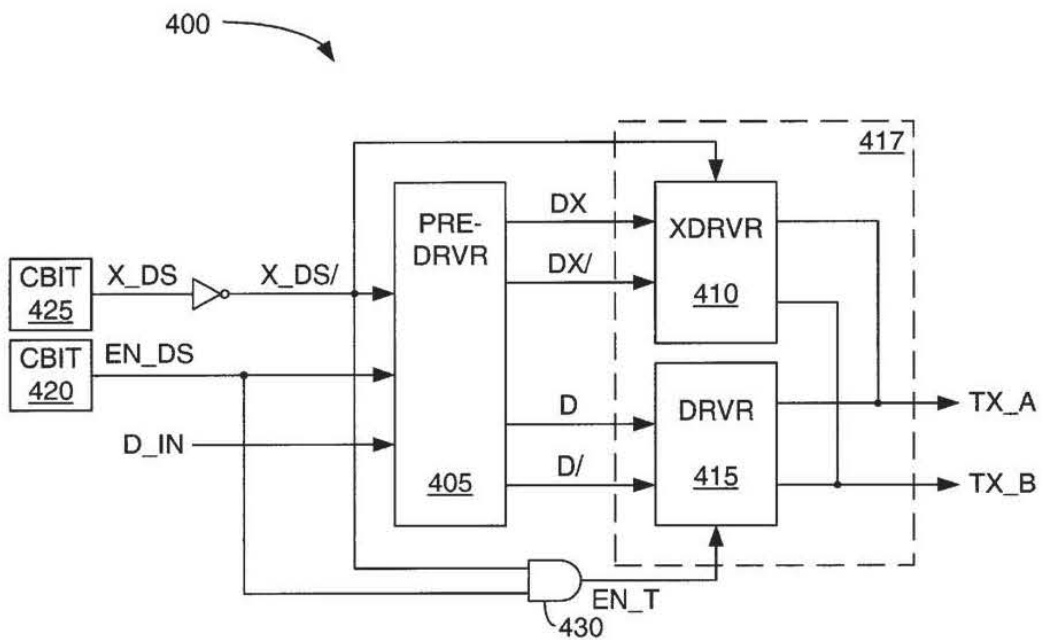 400
417
PRE-
DRVR
405
DX
DX/
XDRVR
410
CBIT
425
X_DS
X_DS/
CBIT
420
EN_DS
D_IN
D
D/
DRVR
415
TX_A
TX_B
EN_T
430